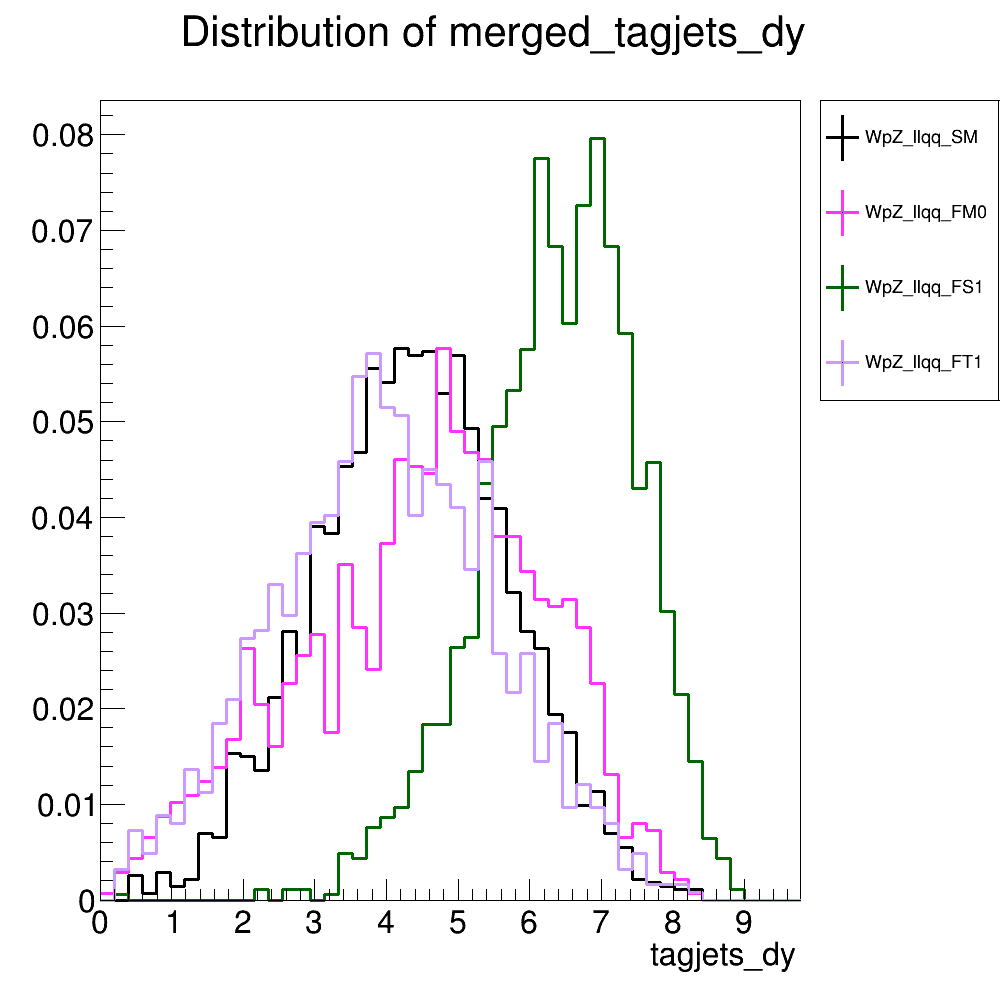 Distribution of merged_tagjets_dy
0.08
0.07
0.06
0.05
0.04
0.03
0.02
0.01
0
0 1 2 3 4 5 6 7 8 9
tagjets_dy
WpZ_llqq_SM
WpZ_llqq_FM0
WpZ_llqq_FS1
WpZ_llqq_FT1